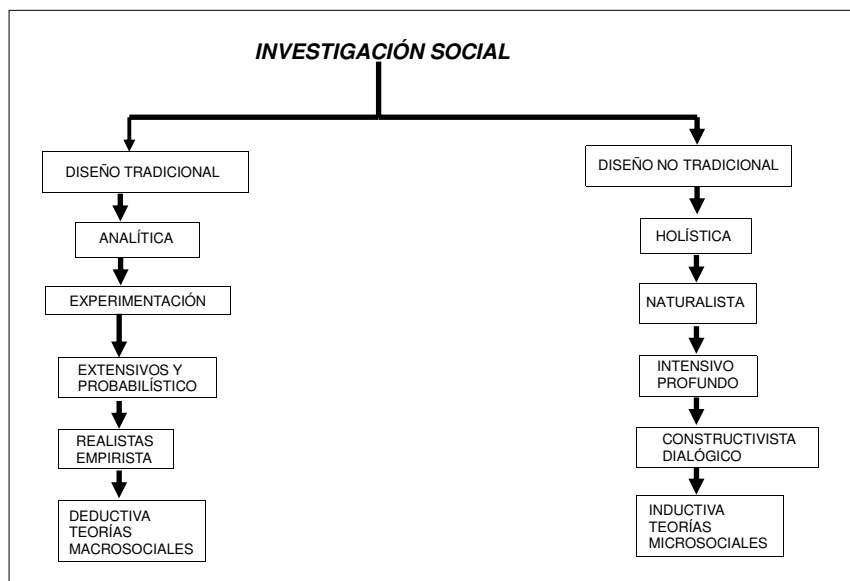 INVESTIGACIÓN SOCIAL
DISEÑO TRADICIONAL
ANALÍTICA
EXPERIMENTACIÓN
EXTENSIVOS Y
PROBABILÍSTICO
REALISTAS
EMPIRISTA
DEDUCTIVA
TEORÍAS
MACROSOCIALES
DISEÑO NO TRADICIONAL
HOLÍSTICA
NATURALISTA
INTENSIVO
PROFUNDO
CONSTRUCTIVISTA
DIALÓGICO
INDUCTIVA
TEORÍAS
MICROSOCIALES